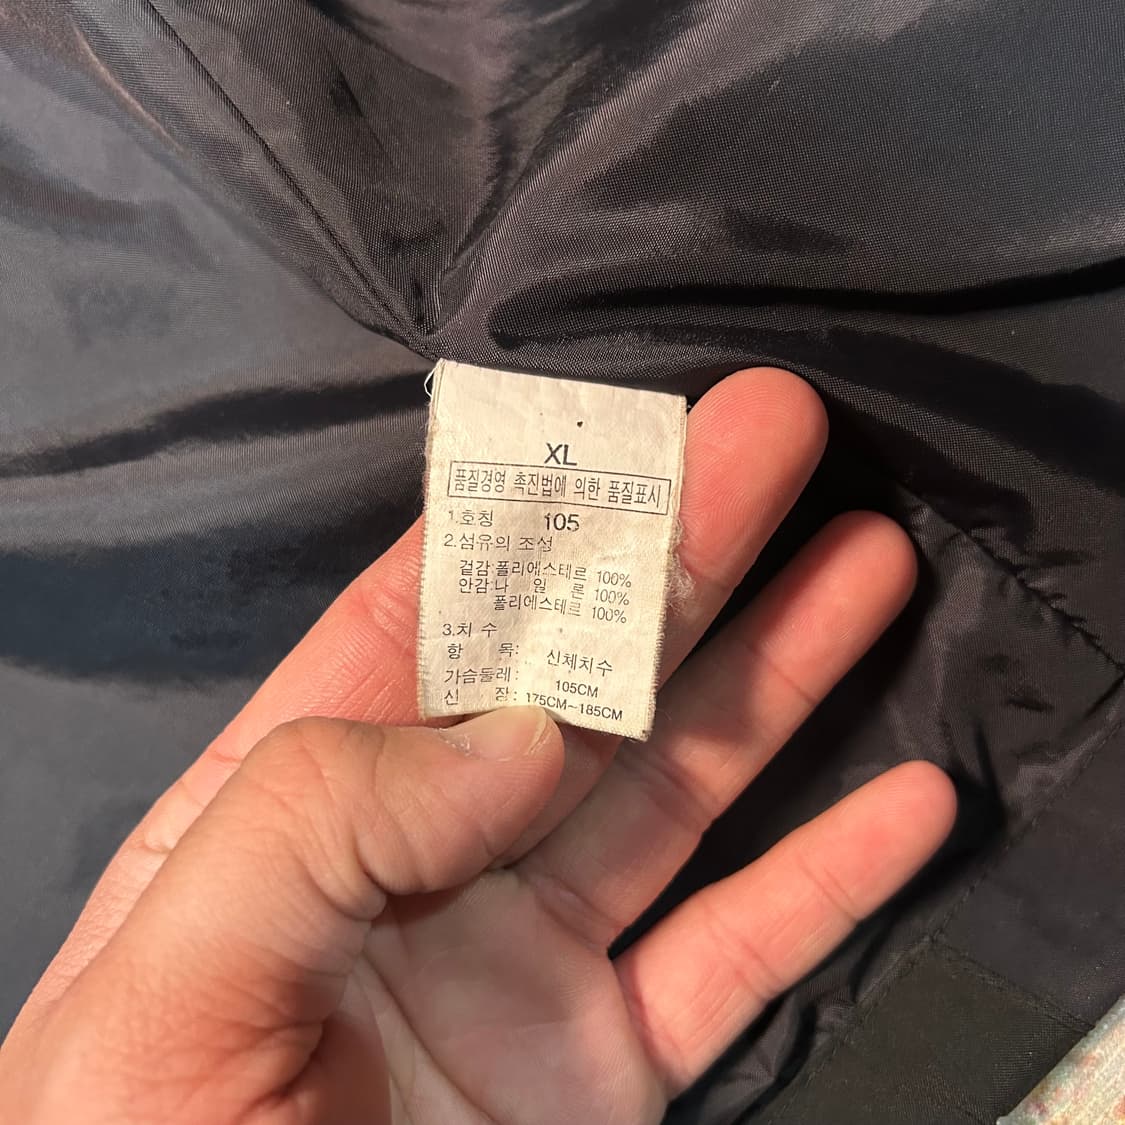 XL
품질경영 촉진법에 의한 품질표시
1.호칭 105
2.섬유의 조성
겉감:폴리에스테르 100%
안감:나 일 론 100%
폴리에스테르 100%
3.치 수
항 목: 신체치수
가슴둘레: 105CM
신 장: 175CM~185CM